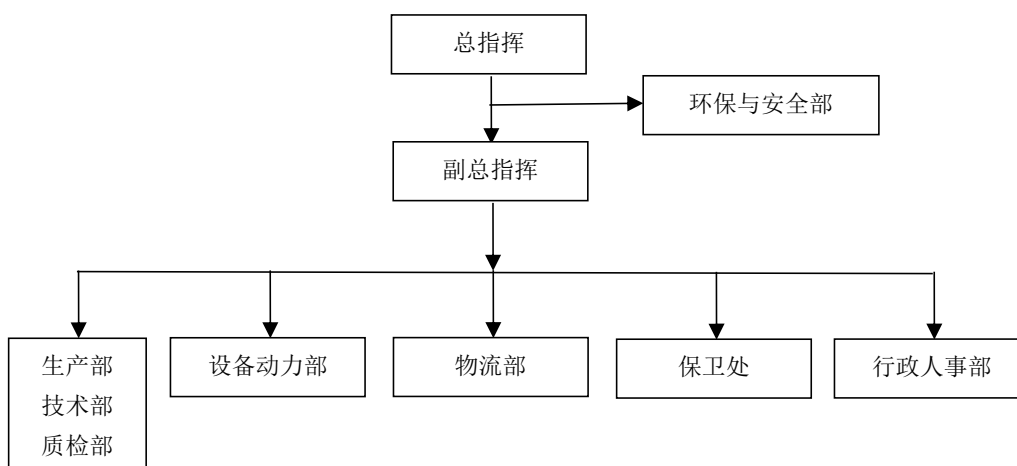 总指挥
环保与安全部
副总指挥
生产部
技术部
质检部
设备动力部
物流部
保卫处
行政人事部